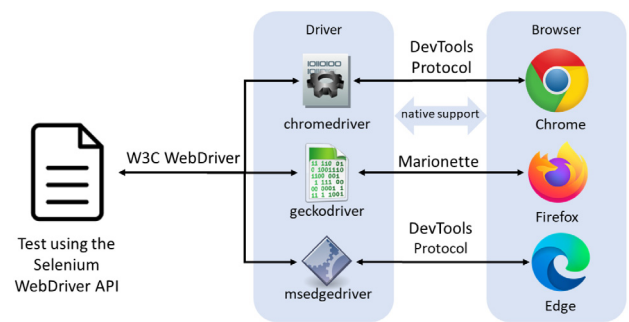 Driver
Browser
DevTools
Protocol
chromedriver
native support
Chrome
W3C WebDriver
Marionette
geckodriver
Firefox
Test using the
Selenium
WebDriver API
DevTools
Protocol
msedgedriver
Edge